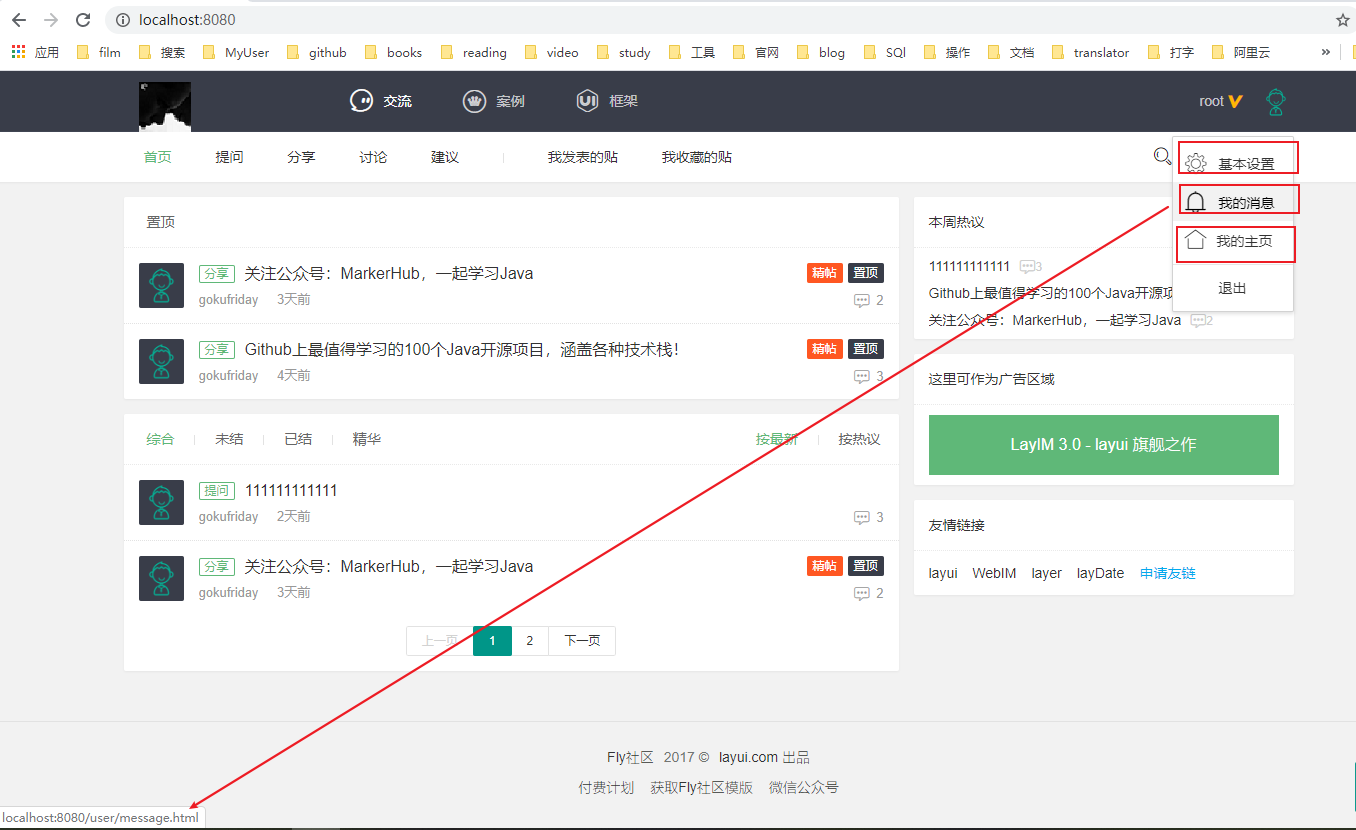 localhost:8080
应用 film 搜索 MyUser github books reading video study 工具 官网 blog SQl 操作 文档 translator 打字 阿里云 »
交流 案例 框架 root
首页 提问 分享 讨论 建议 我发表的贴 我收藏的贴
基本设置
我的消息
我的主页
退出
置顶
分享 关注公众号：MarkerHub，一起学习Java 精帖 置顶
gokufriday 3天前 2
分享 Github上最值得学习的100个Java开源项目，涵盖各种技术栈！ 精帖 置顶
gokufriday 4天前 3
综合 未结 已结 精华 按最新 按热议
提问 111111111111
gokufriday 2天前 3
分享 关注公众号：MarkerHub，一起学习Java 精帖 置顶
gokufriday 3天前 2
上一页 1 2 下一页
本周热议
111111111111 3
Github上最值得学习的100个Java开源项
关注公众号：MarkerHub，一起学习Java 2
这里可作为广告区域
LayIM 3.0 - layui 旗舰之作
友情链接
layui WebIM layer layDate 申请友链
Fly社区 2017 © layui.com 出品
付费计划 获取Fly社区模版 微信公众号
localhost:8080/user/message.html